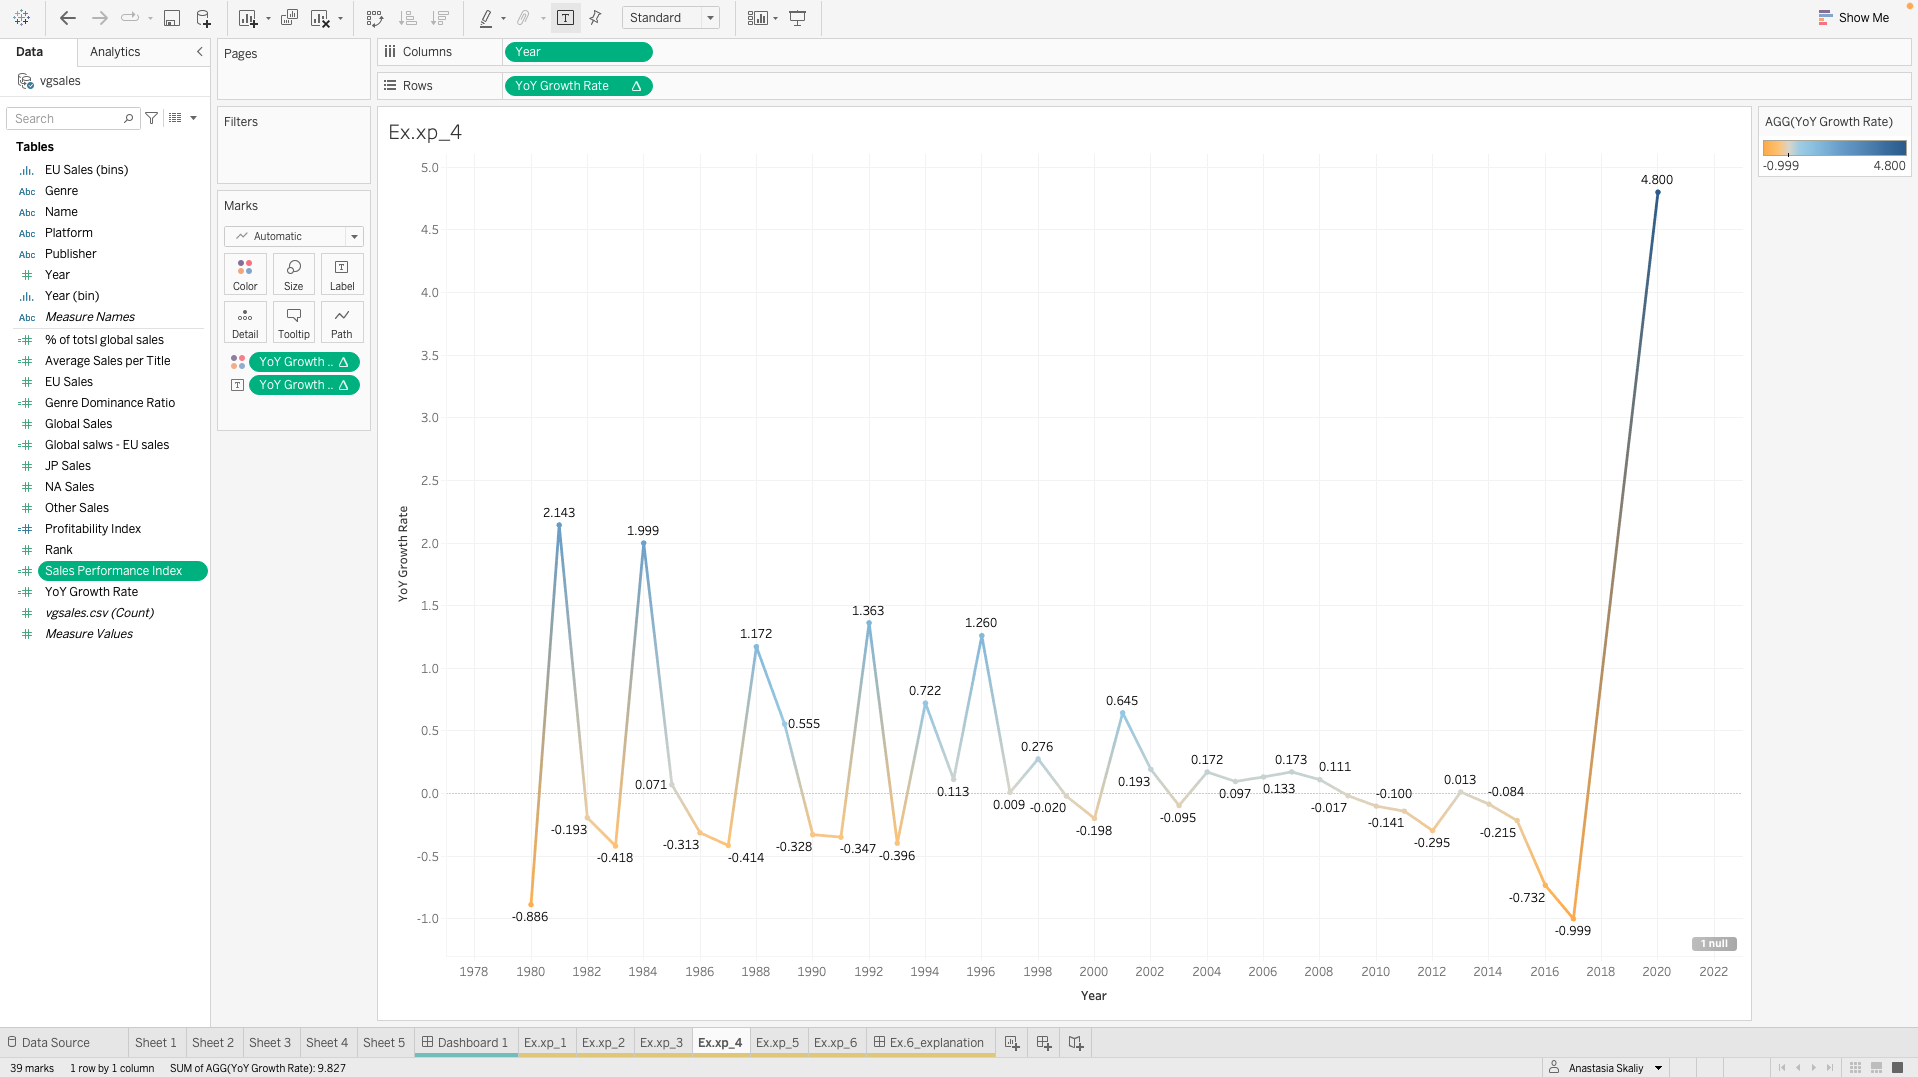 Standard
Show Me
Data
Analytics
vgsales
Search
Tables
EU Sales (bins)
Abc Genre
Abc Name
Abc Platform
Abc Publisher
Year
Year (bin)
Abc Measure Names
% of totsl global sales
Average Sales per Title
EU Sales
Genre Dominance Ratio
Global Sales
Global salws - EU sales
JP Sales
NA Sales
Other Sales
Profitability Index
Rank
Sales Performance Index
YoY Growth Rate
vgsales.csv (Count)
Measure Values
Pages
Filters
Marks
Automatic
Color Size Label
Detail Tooltip Path
YoY Growth ..
YoY Growth ..
Columns Year
Rows YoY Growth Rate
Ex.xp_4
5.0
4.5
4.0
3.5
3.0
2.5
2.0
1.5
1.0
0.5
0.0
-0.5
-1.0
YoY Growth Rate
-0.886
2.143
-0.193
-0.418
1.999
0.071
-0.313
-0.414
1.172
0.555
-0.328
-0.347
1.363
-0.396
0.722
0.113
1.260
0.009
0.276
-0.020
-0.198
0.645
0.193
-0.095
0.172
0.097
0.133
0.173
0.111
-0.017
-0.100
-0.141
-0.295
0.013
-0.084
-0.215
-0.732
-0.999
4.800
1 null
1978 1980 1982 1984 1986 1988 1990 1992 1994 1996 1998 2000 2002 2004 2006 2008 2010 2012 2014 2016 2018 2020 2022
Year
AGG(YoY Growth Rate)
-0.999 4.800
Data Source Sheet 1 Sheet 2 Sheet 3 Sheet 4 Sheet 5 Dashboard 1 Ex.xp_1 Ex.xp_2 Ex.xp_3 Ex.xp_4 Ex.xp_5 Ex.xp_6 Ex.6_explanation
39 marks 1 row by 1 column SUM of AGG(YoY Growth Rate): 9.827 Anastasia Skaliy